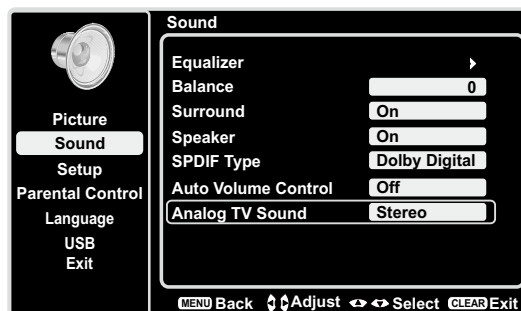 Sound
Equalizer
Balance 0
Surround On
Speaker On
SPDIF Type Dolby Digital
Auto Volume Control Off
Analog TV Sound Stereo
Picture
Sound
Setup
Parental Control
Language
USB
Exit
MENU Back Adjust Select CLEAR Exit